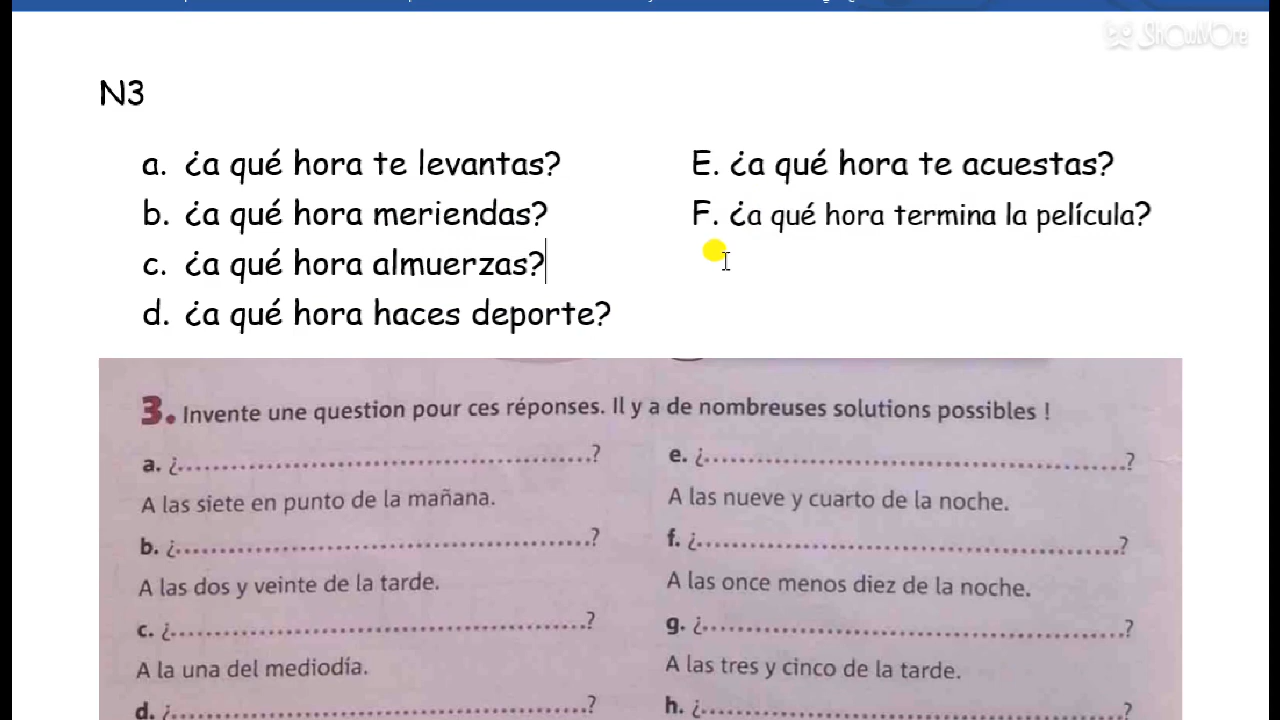 ShowMore
N3
a. ¿a qué hora te levantas?
b. ¿a qué hora meriendas?
c. ¿a qué hora almuerzas?
d. ¿a qué hora haces deporte?
E. ¿a qué hora te acuestas?
F. ¿a qué hora termina la película?
3. Invente une question pour ces réponses. Il y a de nombreuses solutions possibles !
a. ¿..................................................?
A las siete en punto de la mañana.
b. ¿..................................................?
A las dos y veinte de la tarde.
c. ¿..................................................?
A la una del mediodía.
d. ¿..................................................?
e. ¿..................................................?
A las nueve y cuarto de la noche.
f. ¿..................................................?
A las once menos diez de la noche.
g. ¿..................................................?
A las tres y cinco de la tarde.
h. ¿..................................................?